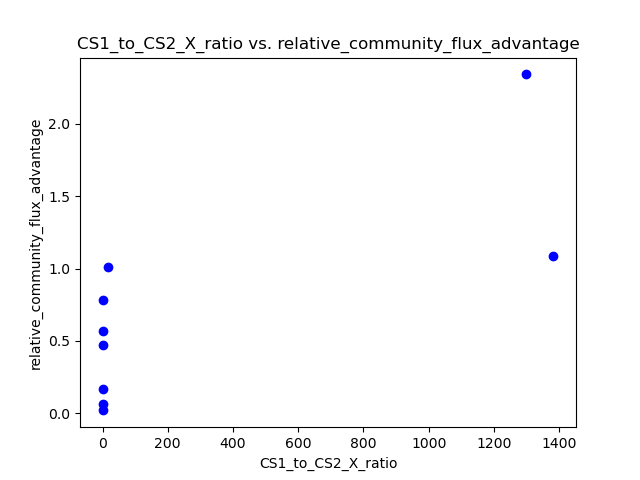 CS1_to_CS2_X_ratio vs. relative_community_flux_advantage
relative_community_flux_advantage
2.0
1.5
1.0
0.5
0.0
0 200 400 600 800 1000 1200 1400
CS1_to_CS2_X_ratio